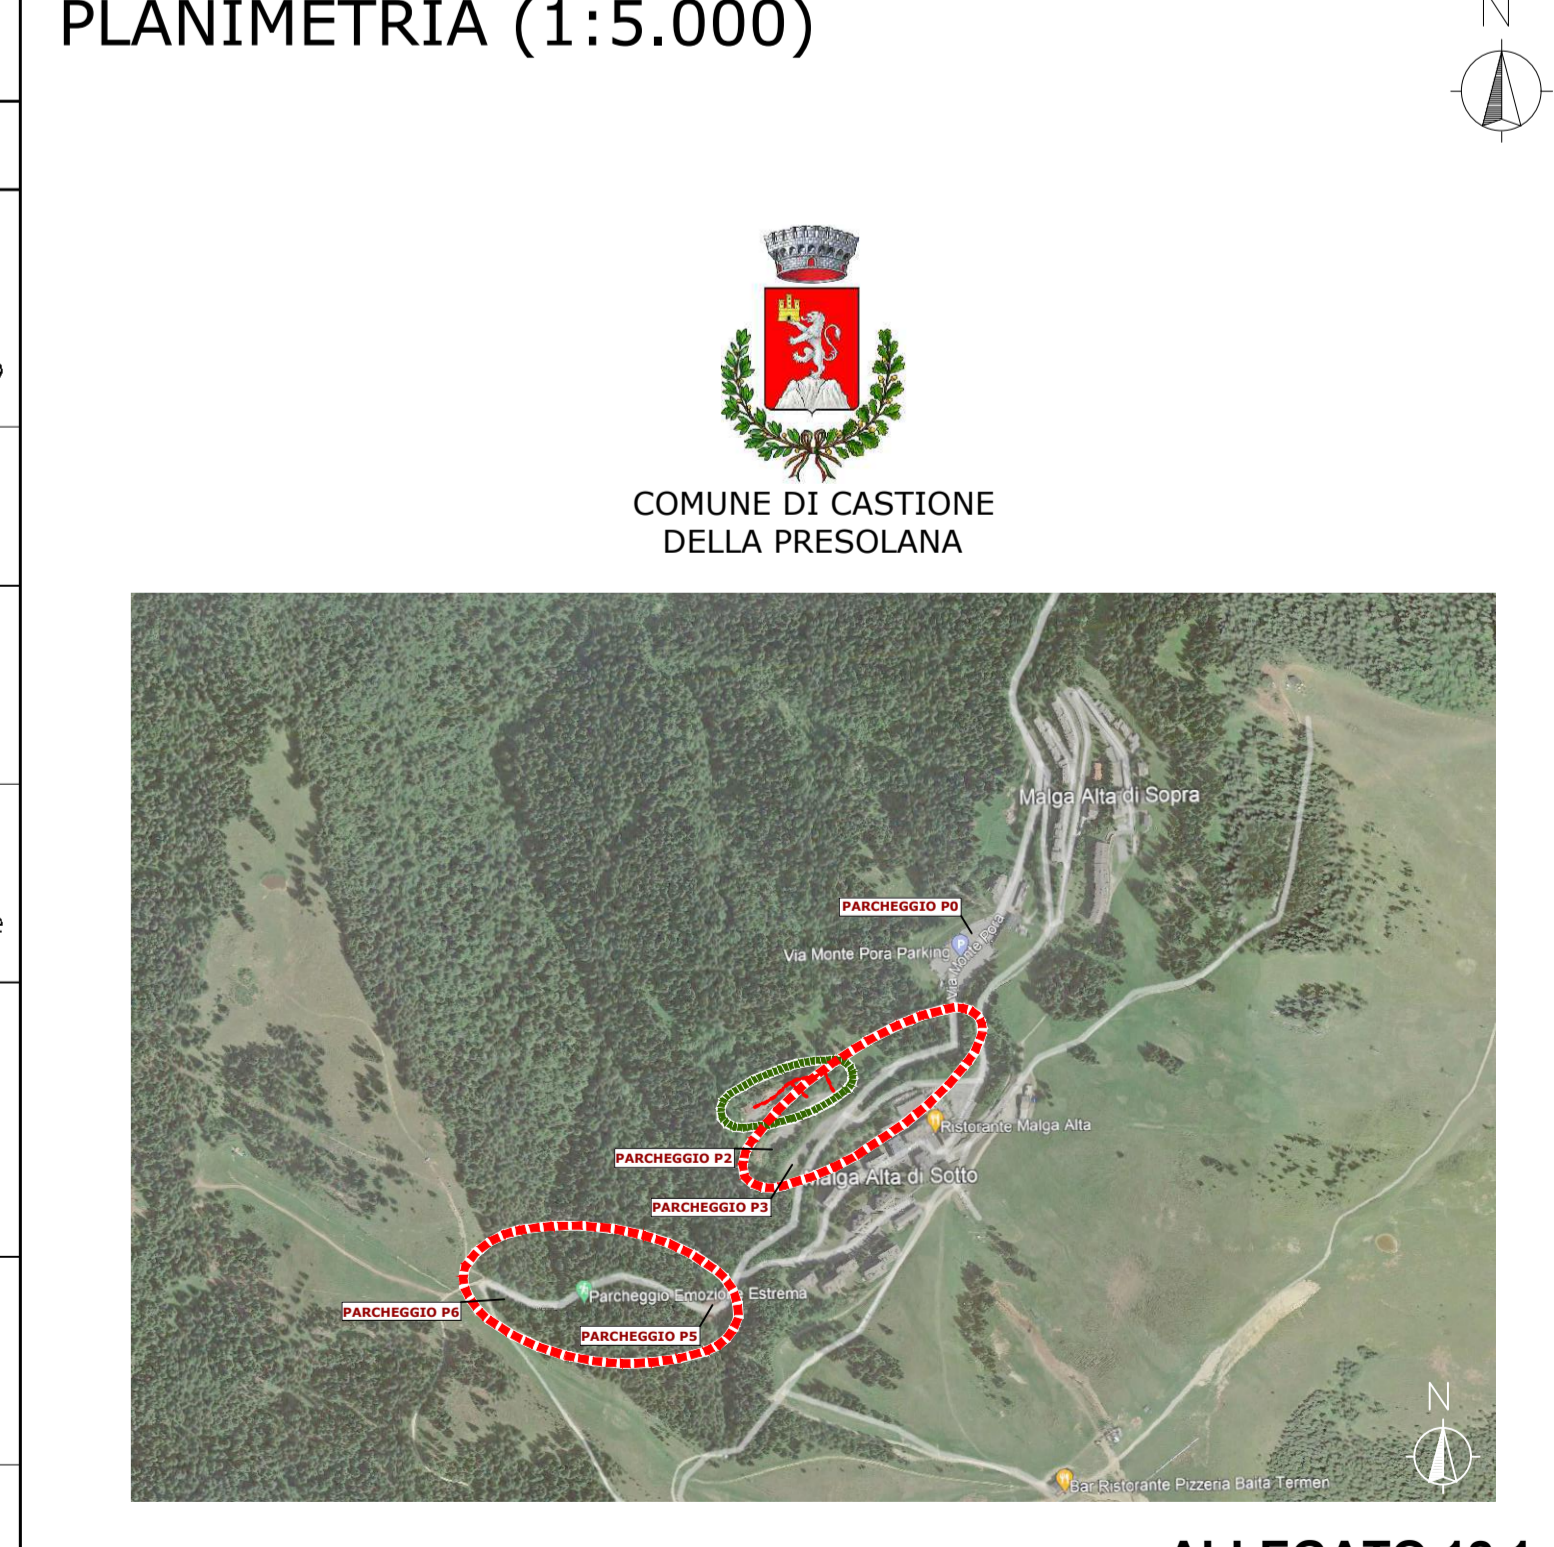 PLANIMETRIA (1:5.000)
N
COMUNE DI CASTIONE
DELLA PRESOLANA
Malga Alta di Sopra
PARCHEGGIO P0
Via Monte Pora Parking
P
Via Monte Pora
Ristorante Malga Alta
PARCHEGGIO P2
Malga Alta di Sotto
PARCHEGGIO P3
Parcheggio Emozione Estrema
PARCHEGGIO P6
PARCHEGGIO P5
N
Bar Ristorante Pizzeria Baita Termen